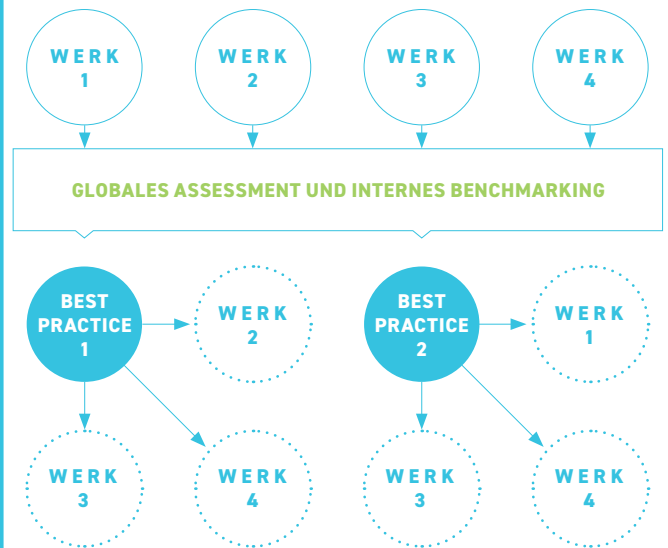 WERK
1
WERK
2
WERK
3
WERK
4
GLOBALES ASSESSMENT UND INTERNES BENCHMARKING
BEST
PRACTICE
1
WERK
2
BEST
PRACTICE
2
WERK
1
WERK
3
WERK
4
WERK
3
WERK
4